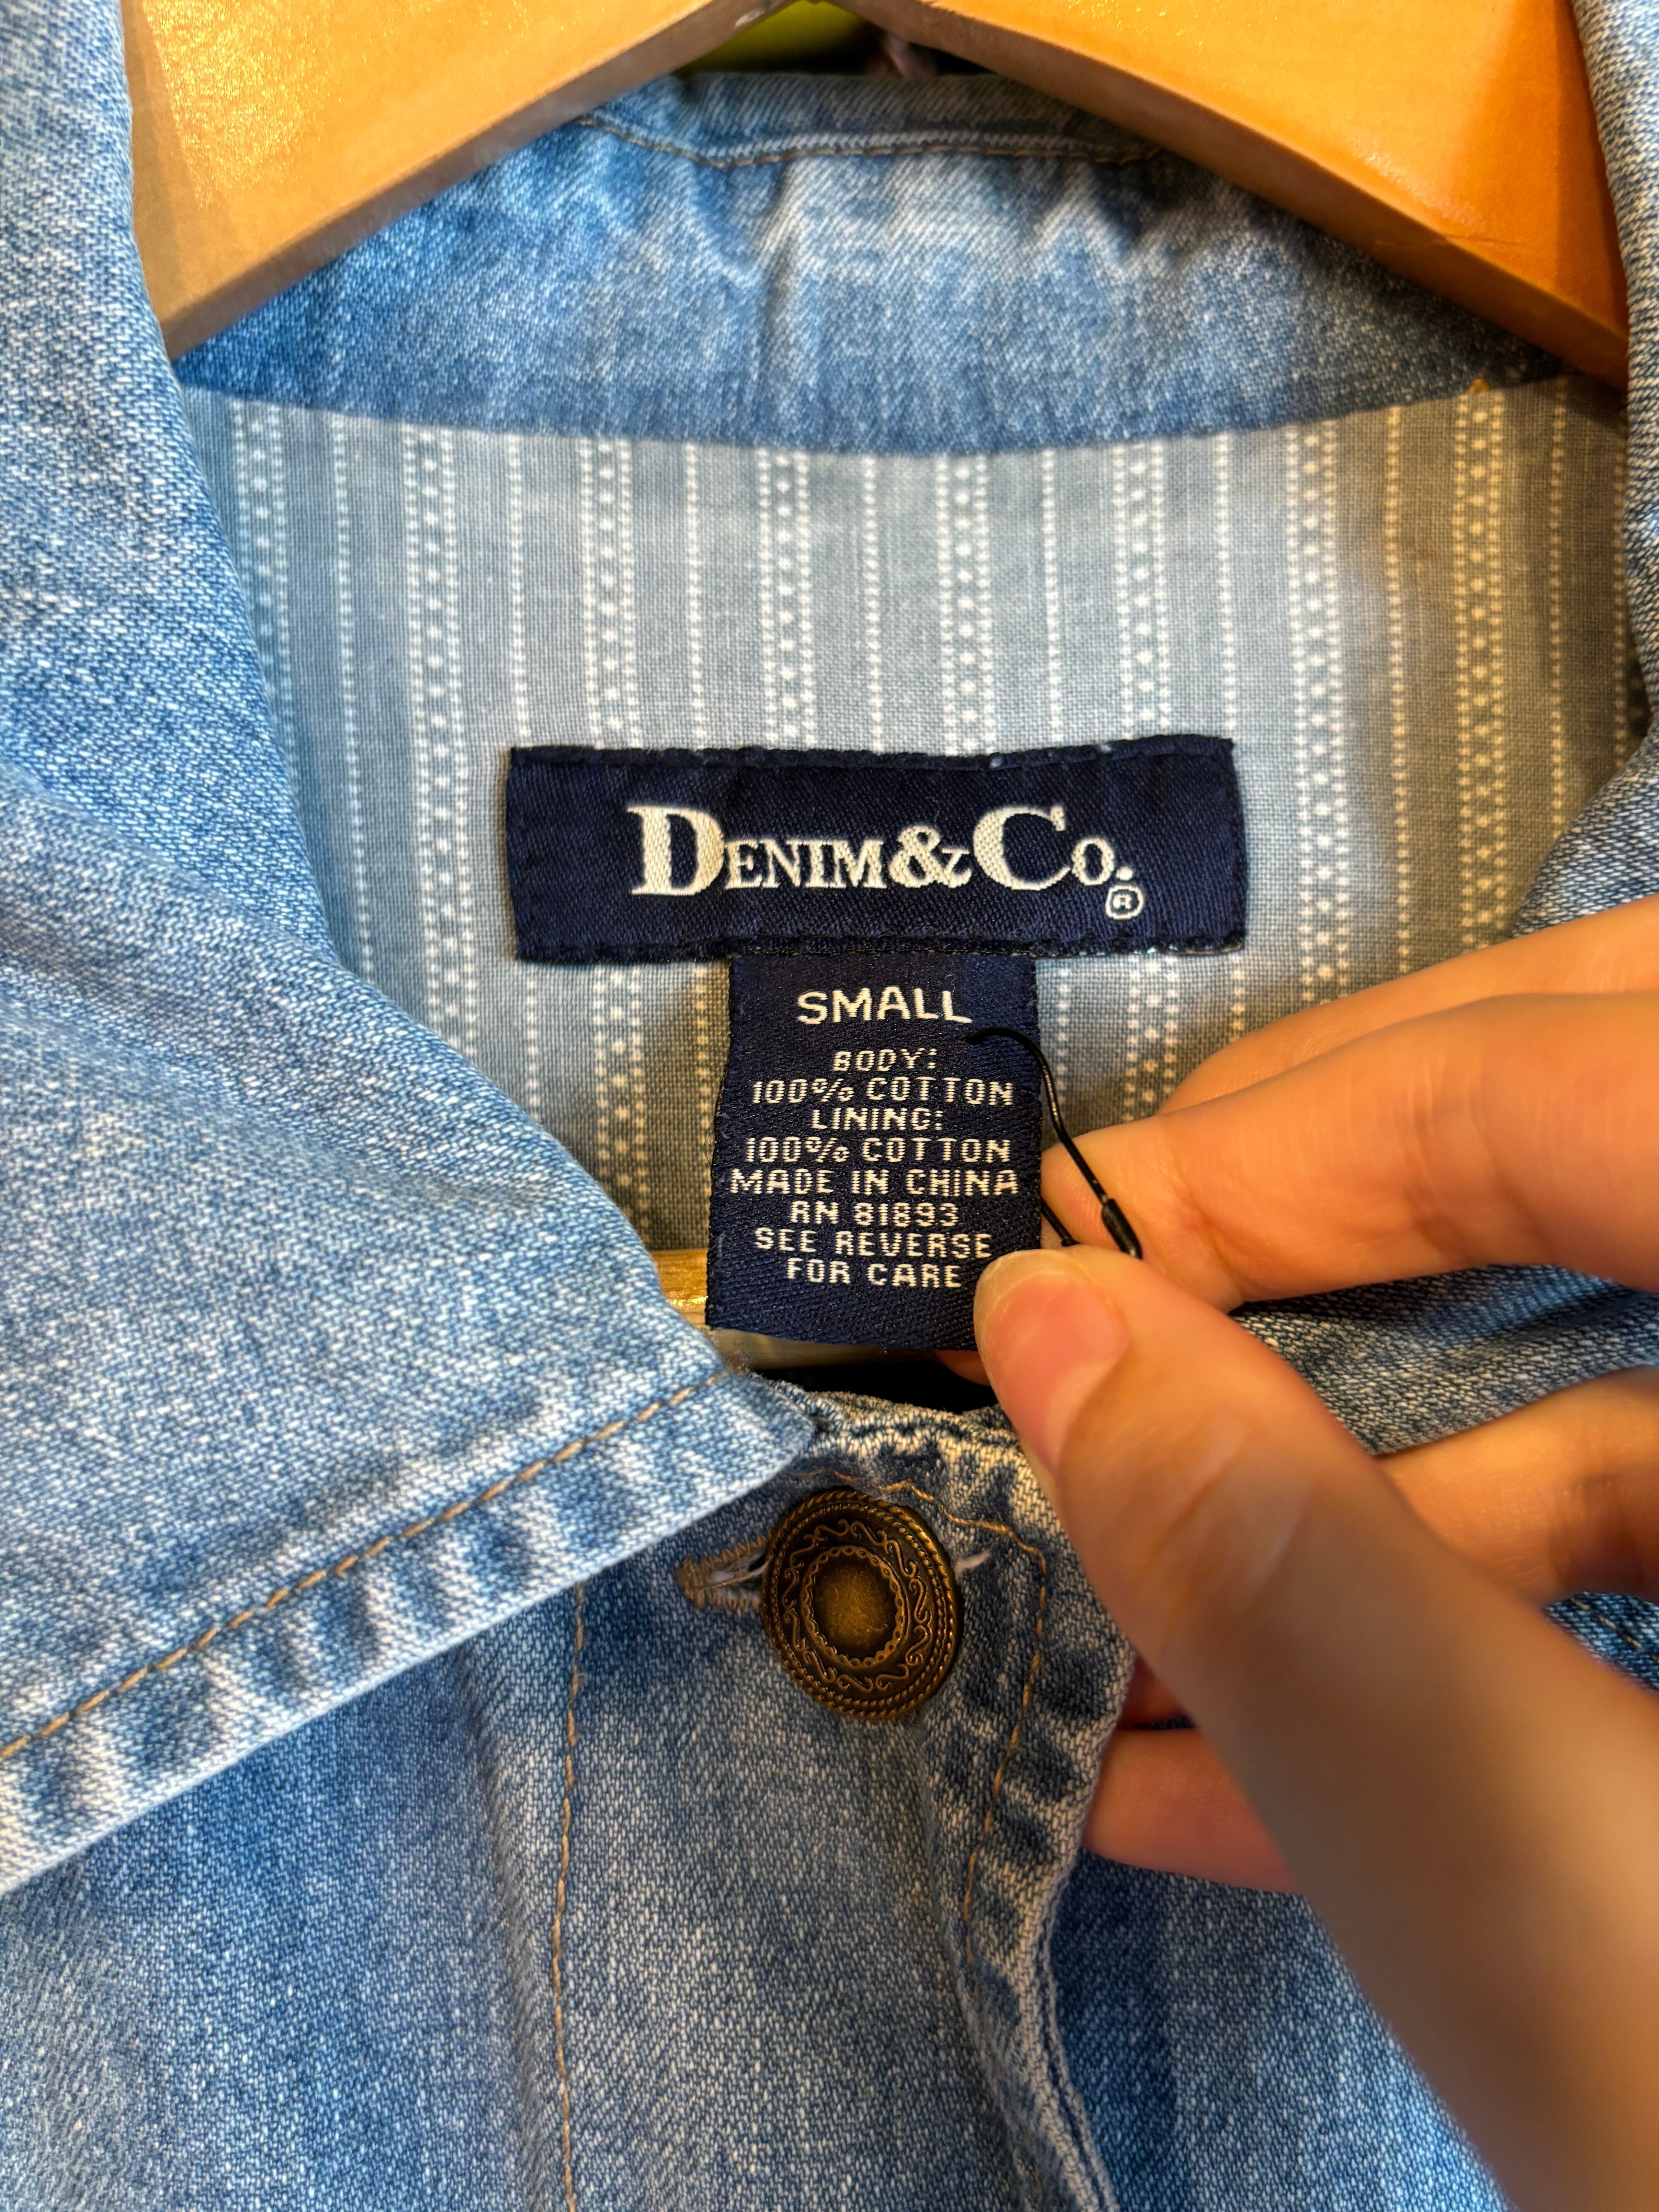 DENIM&CO.®
SMALL
BODY:
100% COTTON
LINING:
100% COTTON
MADE IN CHINA
RN 81893
SEE REVERSE
FOR CARE